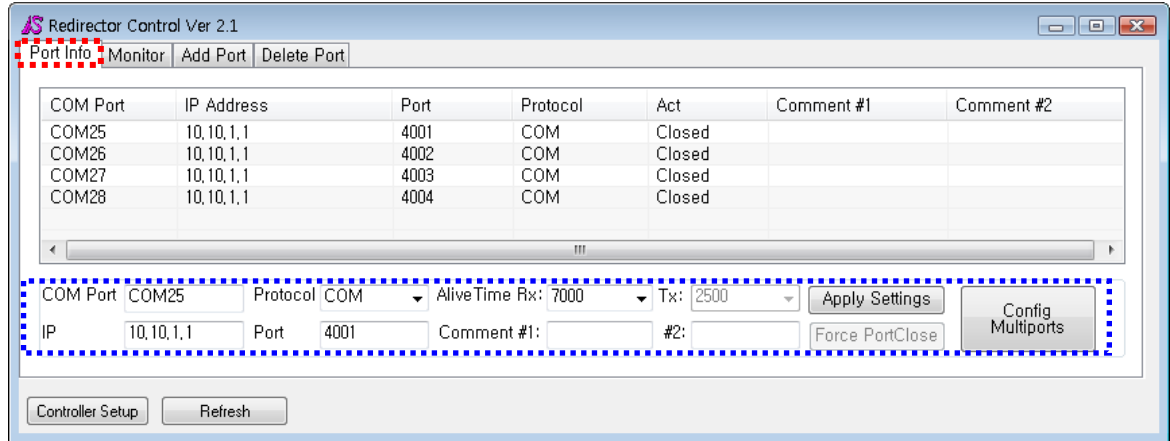 Redirector Control Ver 2.1
Port Info Monitor Add Port Delete Port
COM Port IP Address Port Protocol Act Comment #1 Comment #2
COM25 10,10,1,1 4001 COM Closed
COM26 10,10,1,1 4002 COM Closed
COM27 10,10,1,1 4003 COM Closed
COM28 10,10,1,1 4004 COM Closed
COM Port COM25 Protocol COM AliveTime Rx: 7000 Tx: 2500 Apply Settings Config Multiports
IP 10,10,1,1 Port 4001 Comment #1: #2: Force PortClose
Controller Setup Refresh